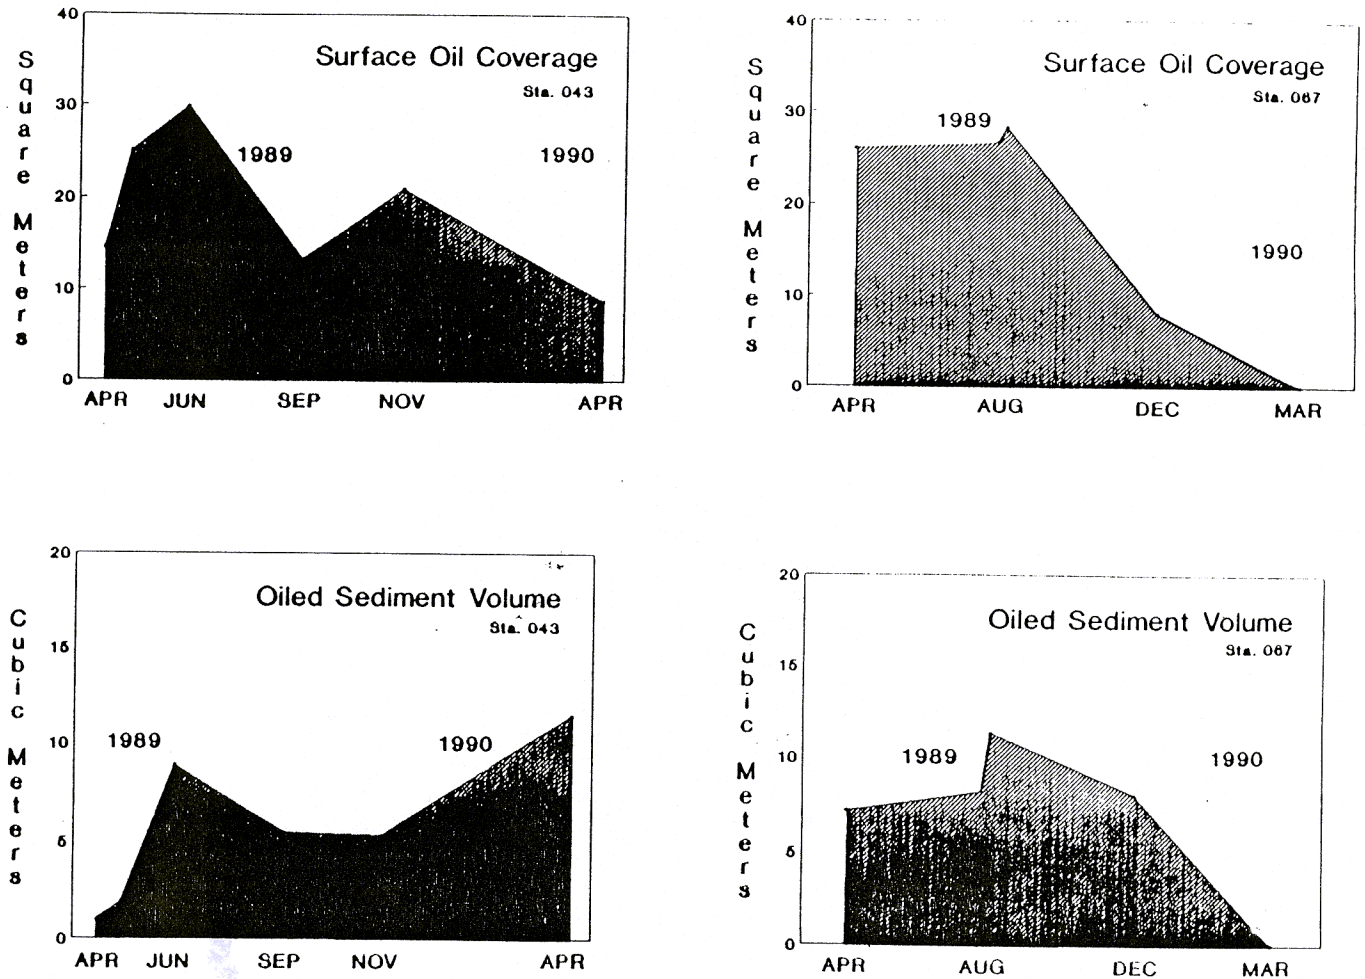 Surface Oil Coverage
Sta. 043
Square Meters
40
30
20
10
0
1989
1990
APR JUN SEP NOV APR
Surface Oil Coverage
Sta. 067
Square Meters
40
30
20
10
0
1989
1990
APR AUG DEC MAR
Oiled Sediment Volume
Sta. 043
Cubic Meters
20
15
10
5
0
1989
1990
APR JUN SEP NOV APR
Oiled Sediment Volume
Sta. 067
Cubic Meters
20
15
10
5
0
1989
1990
APR AUG DEC MAR